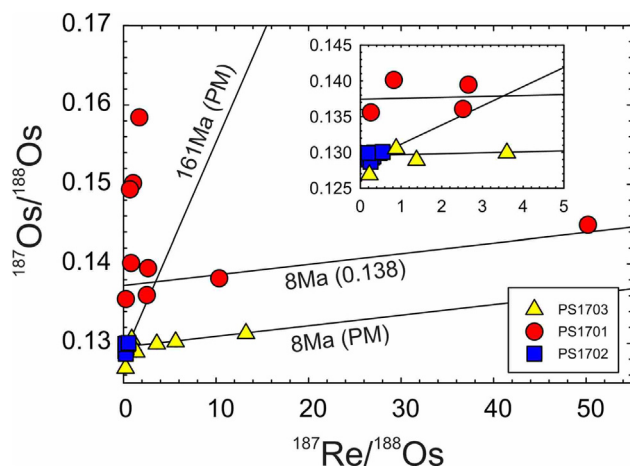 0.17
0.16
0.15
0.14
0.13
187Os/188Os
161Ma (PM)
8Ma (0.138)
8Ma (PM)
0.145
0.140
0.135
0.130
0.125
0 1 2 3 4 5
PS1703
PS1701
PS1702
0 10 20 30 40 50
187Re/188Os